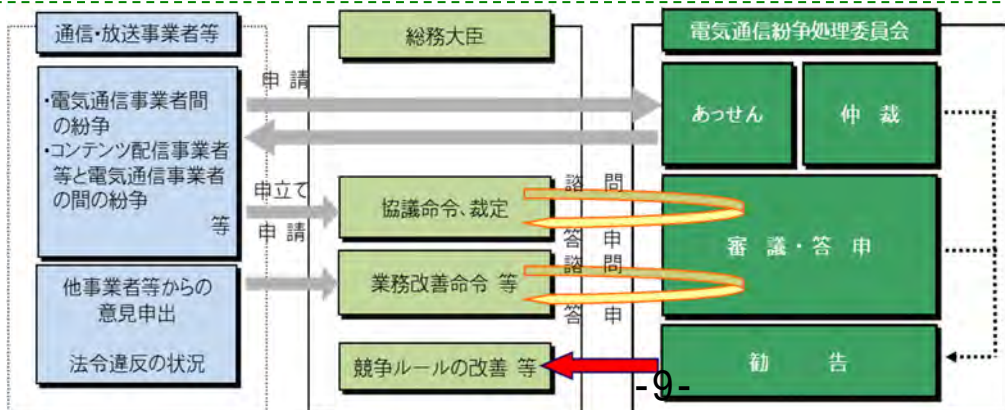 通信・放送事業者等
・電気通信事業者間
の紛争
・コンテンツ配信事業者
等と電気通信事業者
の間の紛争
等
他事業者等からの
意見申出
法令違反の状況
申 請
申立て
申 請
総務大臣
協議命令、裁定
業務改善命令 等
競争ルールの改善 等
諮 問
答 申
諮 問
答 申
電気通信紛争処理委員会
あっせん
仲 裁
審 議・答 申
勧 告
-9-